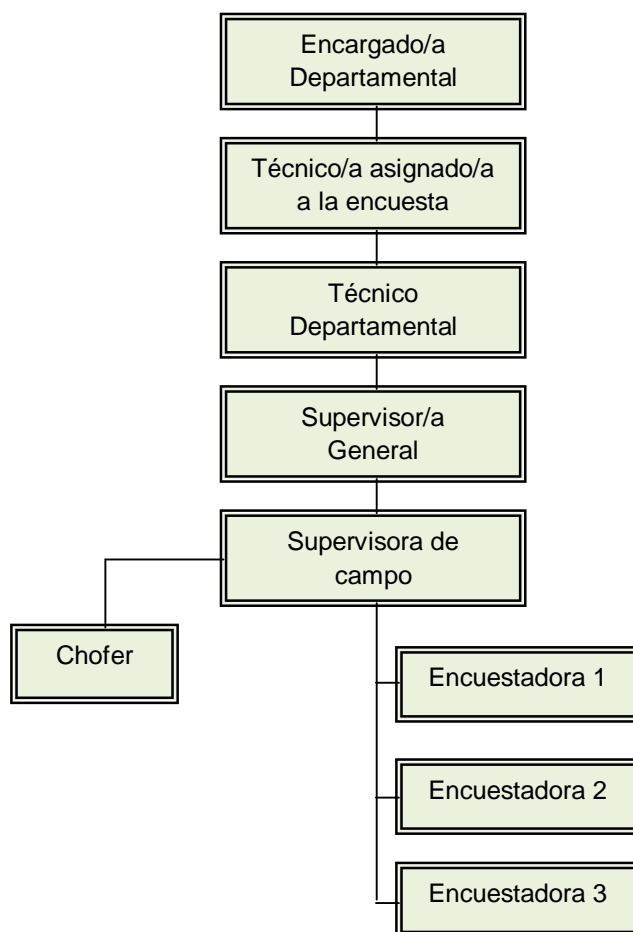 Encargado/a
Departamental
Técnico/a asignado/a
a la encuesta
Técnico
Departamental
Supervisor/a
General
Supervisora de
campo
Chofer
Encuestadora 1
Encuestadora 2
Encuestadora 3